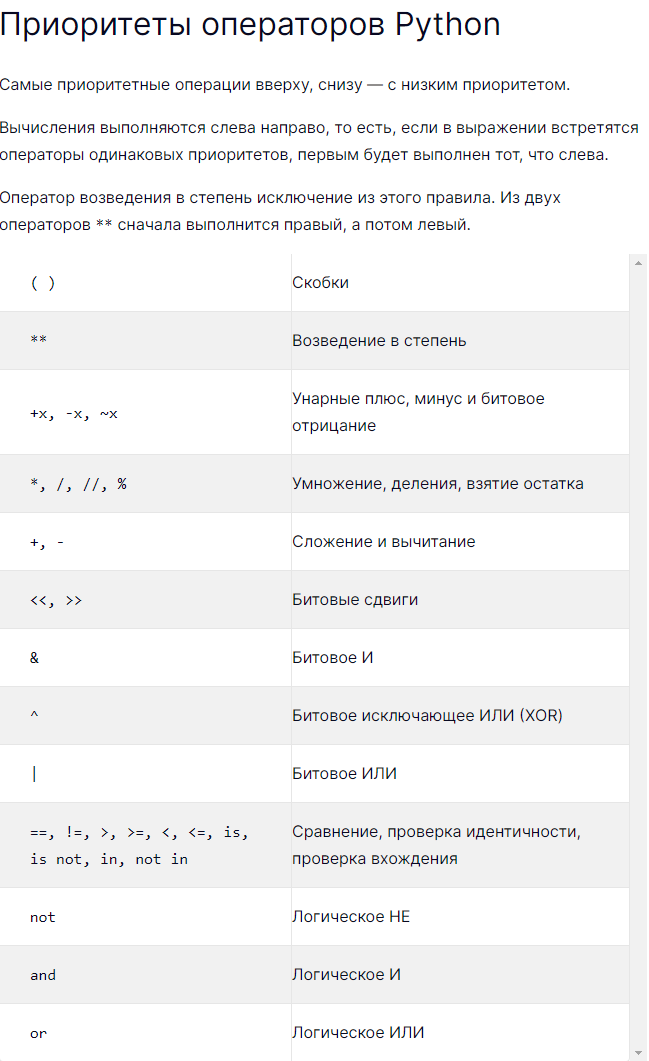 Приоритеты операторов Python
Самые приоритетные операции вверху, снизу — с низким приоритетом.
Вычисления выполняются слева направо, то есть, если в выражении встретятся
операторы одинаковых приоритетов, первым будет выполнен тот, что слева.
Оператор возведения в степень исключение из этого правила. Из двух
операторов ** сначала выполнится правый, а потом левый.
( ) Скобки
** Возведение в степень
+x, -x, ~x Унарные плюс, минус и битовое
отрицание
*, /, //, % Умножение, деления, взятие остатка
+, - Сложение и вычитание
<<, >> Битовые сдвиги
& Битовое И
^ Битовое исключающее ИЛИ (XOR)
| Битовое ИЛИ
==, !=, >, >=, <, <=, is, Сравнение, проверка идентичности,
is not, in, not in проверка вхождения
not Логическое НЕ
and Логическое И
or Логическое ИЛИ